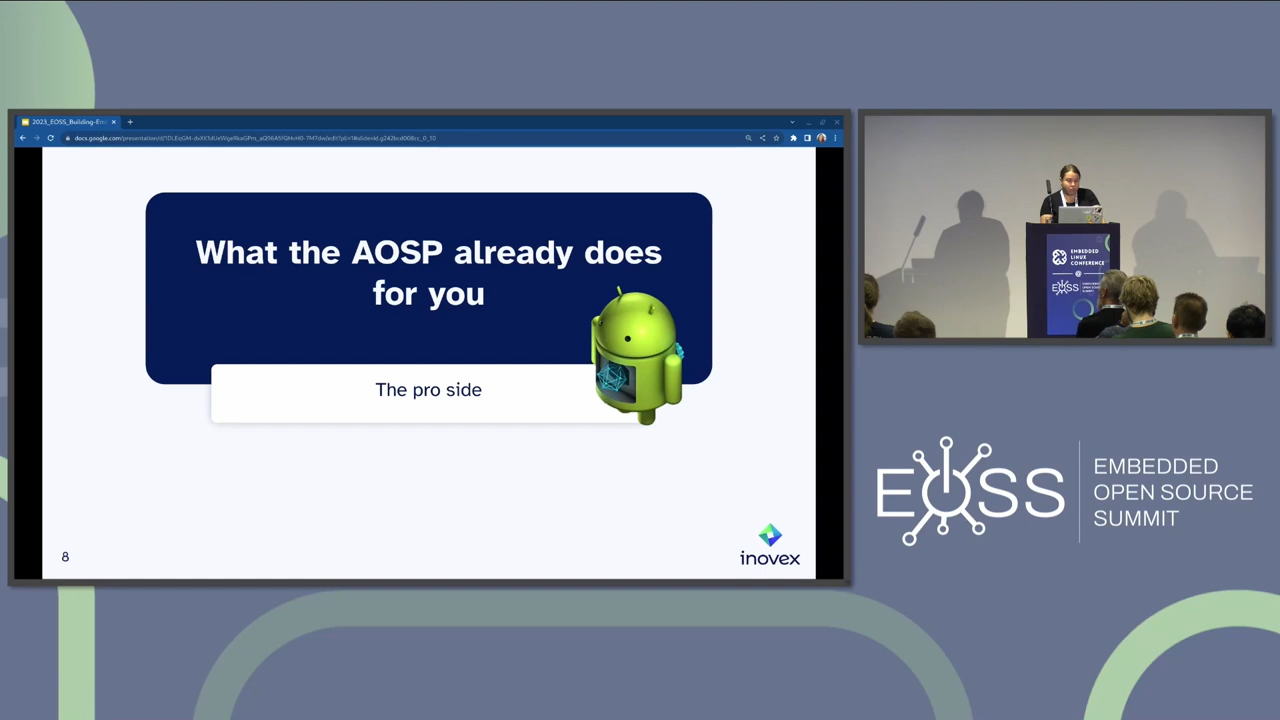 2023_EOSS_Building-Em
What the AOSP already does
for you
The pro side
8
inovex
EMBEDDED
LINUX
CONFERENCE
EOSS
EOSS
EMBEDDED
OPEN SOURCE
SUMMIT